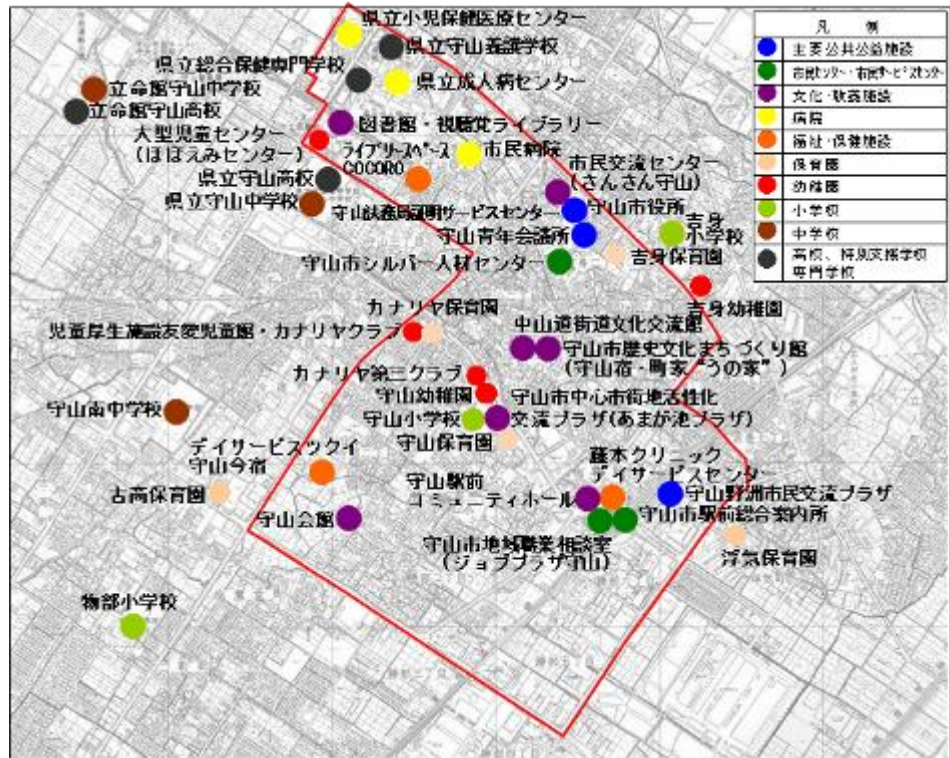 県立小児保健医療センター
県立守山養護学校
県立総合保健専門学校
県立成人病センター
立命館守山中学校
立命館守山高校
図書館・視聴覚ライブラリー
大型児童センター
(ほほえみセンター)
ライブリースペース
COCORO
市民病院
県立守山高校
県立守山中学校
市民交流センター
(さんさん守山)
守山市役所
守山青年会議所
守山市シルバー人材センター
吉身
小学校
吉身保育園
吉身幼稚園
カナリヤ保育園
児童厚生施設友愛児童館・カナリヤクラブ
中山道街道文化交流館
守山市歴史文化まちづくり館
(守山宿・町家“うの家”)
カナリヤ第三クラブ
守山幼稚園
守山小学校
守山保育園
守山市中心市街地活性化
交流プラザ(あまが池プラザ)
守山南中学校
デイサービスツクイ
守山今宿
古高保育園
守山会館
守山駅前
コミュニティホール
藤本クリニック
デイサービスセンター
守山野洲市民交流プラザ
守山市駅前総合案内所
守山市地域職業相談室
(ジョブプラザ守山)
浮気保育園
物部小学校
凡 例
主要公共公益施設
市民センター・市民サービスセンター
文化・教養施設
病院
福祉・保健施設
保育園
幼稚園
小学校
中学校
高校、特別支援学校
専門学校